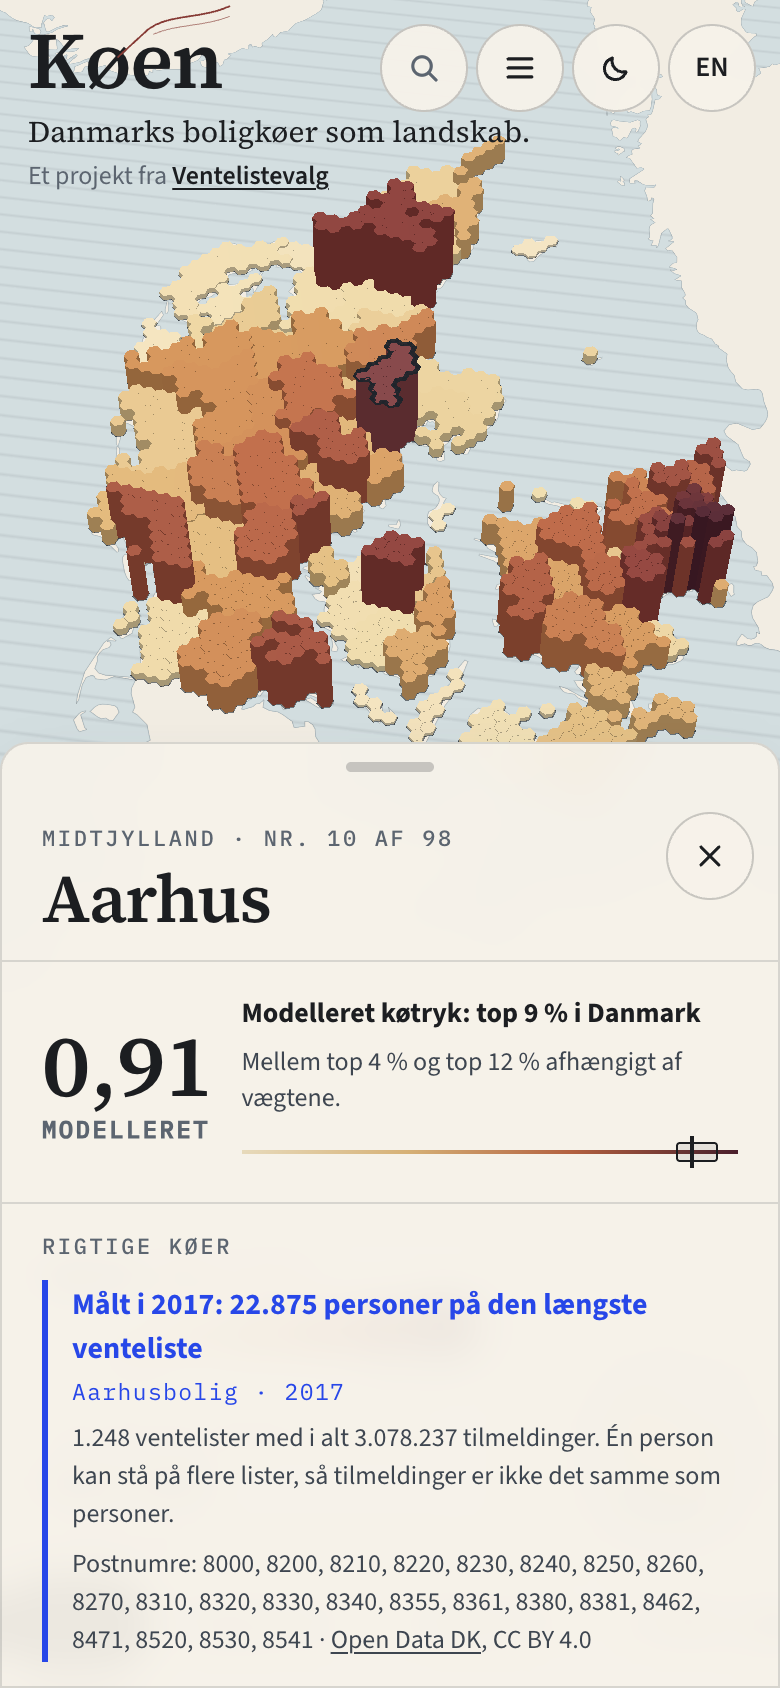 Køen
EN
Danmarks boligkøer som landskab.
Et projekt fra Ventelistevalg
MIDTJYLLAND · NR. 10 AF 98
Aarhus
0,91
MODELLERET
Modelleret køtryk: top 9 % i Danmark
Mellem top 4 % og top 12 % afhængigt af
vægtene.
RIGTIGE KØER
Målt i 2017: 22.875 personer på den længste
venteliste
Aarhusbolig · 2017
1.248 ventelister med i alt 3.078.237 tilmeldinger. Én person
kan stå på flere lister, så tilmeldinger er ikke det samme som
personer.
Postnumre: 8000, 8200, 8210, 8220, 8230, 8240, 8250, 8260,
8270, 8310, 8320, 8330, 8340, 8355, 8361, 8380, 8381, 8462,
8471, 8520, 8530, 8541 · Open Data DK, CC BY 4.0